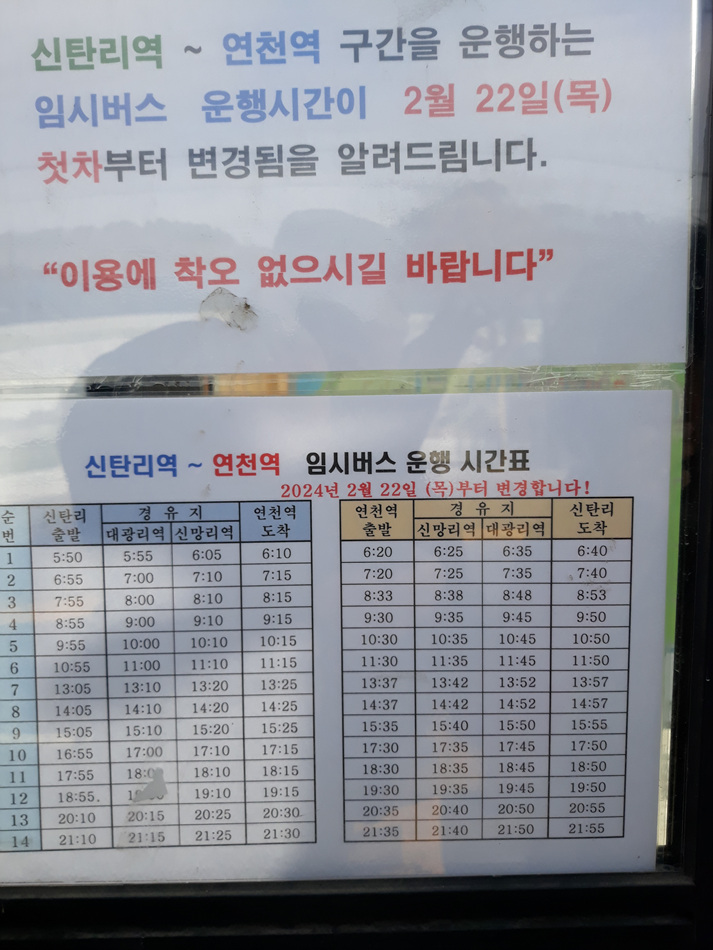 신탄리역 ~ 연천역 구간을 운행하는
임시버스 운행시간이 2월 22일(목)
첫차부터 변경됨을 알려드립니다.
“이용에 착오 없으시길 바랍니다”
신탄리역 ~ 연천역 임시버스 운행 시간표
2024년 2월 22일 (목)부터 변경합니다!
순번 신탄리 출발 경유지 대광리역 신망리역 연천역 도착 연천역 출발 경유지 신망리역 대광리역 신탄리 도착
1 5:50 5:55 6:05 6:10 6:20 6:25 6:35 6:40
2 6:55 7:00 7:10 7:15 7:20 7:25 7:35 7:40
3 7:55 8:00 8:10 8:15 8:33 8:38 8:48 8:53
4 8:55 9:00 9:10 9:15 9:30 9:35 9:45 9:50
5 9:55 10:00 10:10 10:15 10:30 10:35 10:45 10:50
6 10:55 11:00 11:10 11:15 11:30 11:35 11:45 11:50
7 13:05 13:10 13:20 13:25 13:37 13:42 13:52 13:57
8 14:05 14:10 14:20 14:25 14:37 14:42 14:52 14:57
9 15:05 15:10 15:20 15:25 15:35 15:40 15:50 15:55
10 16:55 17:00 17:10 17:15 17:30 17:35 17:45 17:50
11 17:55 18:10 18:15 18:30 18:35 18:45 18:50
12 18:55. 19:10 19:15 19:30 19:35 19:45 19:50
13 20:10 20:15 20:25 20:30 20:35 20:40 20:50 20:55
14 21:10 21:15 21:25 21:30 21:35 21:40 21:50 21:55